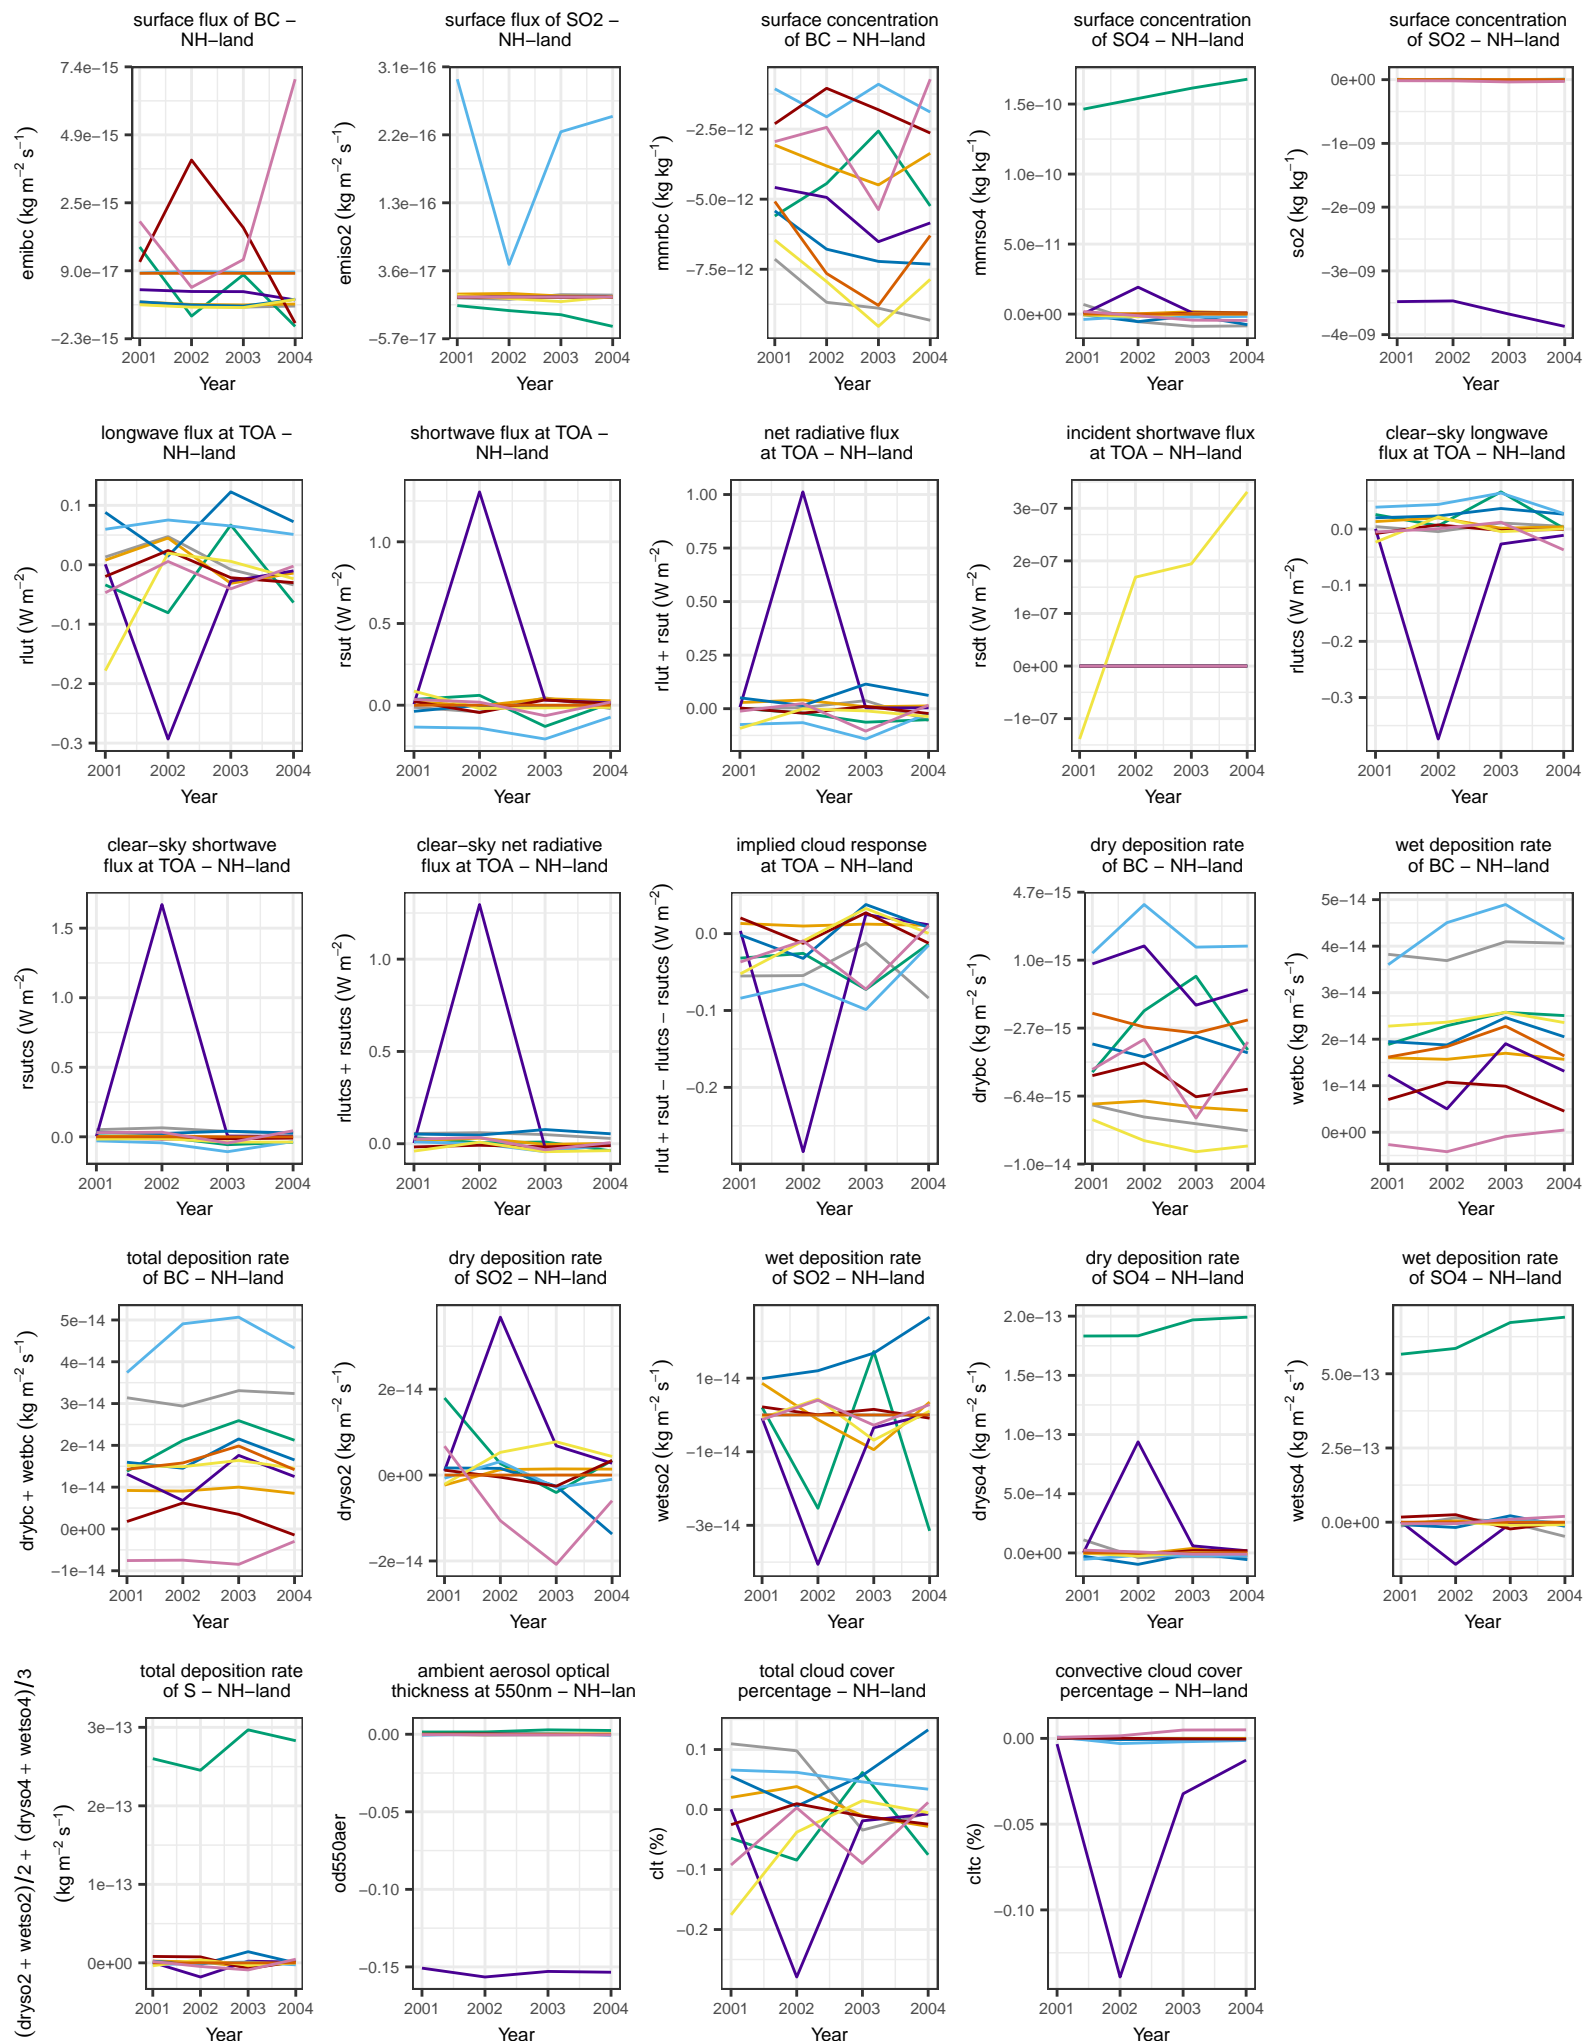 surface flux of BC −
NH−land
surface flux of SO2 −
NH−land
surface concentration
of BC − NH−land
surface concentration
of SO4 − NH−land
surface concentration
of SO2 − NH−land
emibc (kg m−2 s−1)
7.4e−15
4.9e−15
2.5e−15
9.0e−17
−2.3e−15
2001 2002 2003 2004
Year
emiso2 (kg m−2 s−1)
3.1e−16
2.2e−16
1.3e−16
3.6e−17
−5.7e−17
2001 2002 2003 2004
Year
mmrbc (kg kg−1)
−2.5e−12
−5.0e−12
−7.5e−12
2001 2002 2003 2004
Year
mmrso4 (kg kg−1)
1.5e−10
1.0e−10
5.0e−11
0.0e+00
2001 2002 2003 2004
Year
so2 (kg kg−1)
0e+00
−1e−09
−2e−09
−3e−09
−4e−09
2001 2002 2003 2004
Year
longwave flux at TOA −
NH−land
shortwave flux at TOA −
NH−land
net radiative flux
at TOA − NH−land
incident shortwave flux
at TOA − NH−land
clear−sky longwave
flux at TOA − NH−land
rlut (W m−2)
0.1
0.0
−0.1
−0.2
−0.3
2001 2002 2003 2004
Year
rsut (W m−2)
1.0
0.5
0.0
2001 2002 2003 2004
Year
rlut + rsut (W m−2)
1.00
0.75
0.50
0.25
0.00
2001 2002 2003 2004
Year
rsdt (W m−2)
3e−07
2e−07
1e−07
0e+00
−1e−07
2001 2002 2003 2004
Year
rlutcs (W m−2)
0.0
−0.1
−0.2
−0.3
2001 2002 2003 2004
Year
clear−sky shortwave
flux at TOA − NH−land
clear−sky net radiative
flux at TOA − NH−land
implied cloud response
at TOA − NH−land
dry deposition rate
of BC − NH−land
wet deposition rate
of BC − NH−land
rsutcs (W m−2)
1.5
1.0
0.5
0.0
2001 2002 2003 2004
Year
rlutcs + rsutcs (W m−2)
1.0
0.5
0.0
2001 2002 2003 2004
Year
rlut + rsut − rlutcs − rsutcs (W m−2)
0.0
−0.1
−0.2
2001 2002 2003 2004
Year
drybc (kg m−2 s−1)
4.7e−15
1.0e−15
−2.7e−15
−6.4e−15
−1.0e−14
2001 2002 2003 2004
Year
wetbc (kg m−2 s−1)
5e−14
4e−14
3e−14
2e−14
1e−14
0e+00
2001 2002 2003 2004
Year
total deposition rate
of BC − NH−land
dry deposition rate
of SO2 − NH−land
wet deposition rate
of SO2 − NH−land
dry deposition rate
of SO4 − NH−land
wet deposition rate
of SO4 − NH−land
drybc + wetbc (kg m−2 s−1)
5e−14
4e−14
3e−14
2e−14
1e−14
0e+00
−1e−14
2001 2002 2003 2004
Year
dryso2 (kg m−2 s−1)
2e−14
0e+00
−2e−14
2001 2002 2003 2004
Year
wetso2 (kg m−2 s−1)
1e−14
−1e−14
−3e−14
2001 2002 2003 2004
Year
dryso4 (kg m−2 s−1)
2.0e−13
1.5e−13
1.0e−13
5.0e−14
0.0e+00
2001 2002 2003 2004
Year
wetso4 (kg m−2 s−1)
5.0e−13
2.5e−13
0.0e+00
2001 2002 2003 2004
Year
total deposition rate
of S − NH−land
ambient aerosol optical
thickness at 550nm − NH−lan
total cloud cover
percentage − NH−land
convective cloud cover
percentage − NH−land
(dryso2 + wetso2)/2 + (dryso4 + wetso4)/3
(kg m−2 s−1)
3e−13
2e−13
1e−13
0e+00
2001 2002 2003 2004
Year
od550aer
0.00
−0.05
−0.10
−0.15
2001 2002 2003 2004
Year
clt (%)
0.1
0.0
−0.1
−0.2
2001 2002 2003 2004
Year
cltc (%)
0.00
−0.05
−0.10
2001 2002 2003 2004
Year